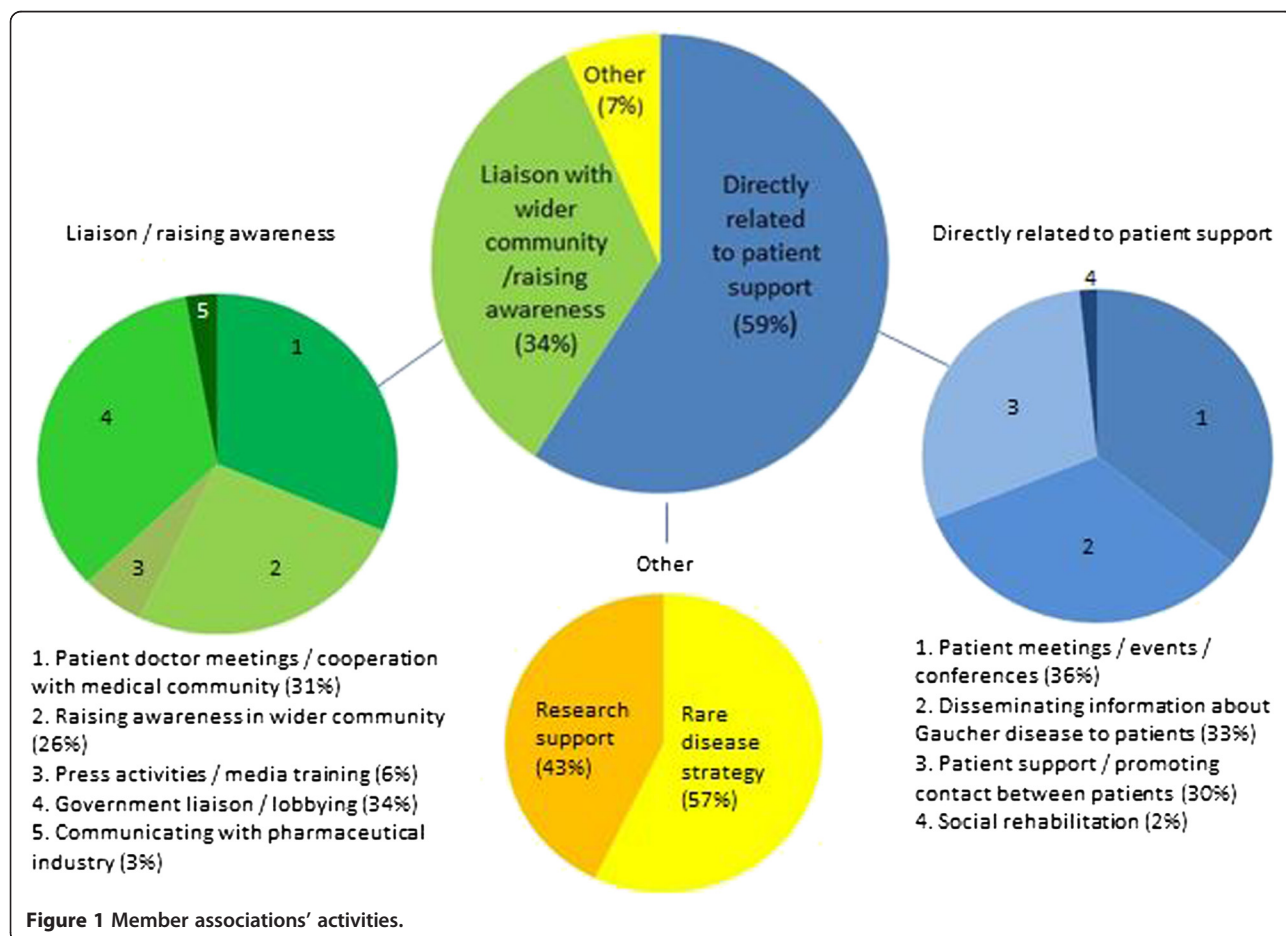 Other
(7%)
Liaison with
wider
community
/raising
awareness
(34%)
Directly
related
to patient
support
(59%)
Liaison / raising awareness
1
2
3
4
5
1. Patient doctor meetings / cooperation
with medical community (31%)
2. Raising awareness in wider community
(26%)
3. Press activities / media training (6%)
4. Government liaison / lobbying (34%)
5. Communicating with pharmaceutical
industry (3%)
Other
Research
support
(43%)
Rare
disease
strategy
(57%)
Directly related to patient support
4
1
2
3
1. Patient meetings / events /
conferences (36%)
2. Disseminating information about
Gaucher disease to patients (33%)
3. Patient support / promoting
contact between patients (30%)
4. Social rehabilitation (2%)
Figure 1 Member associations' activities.